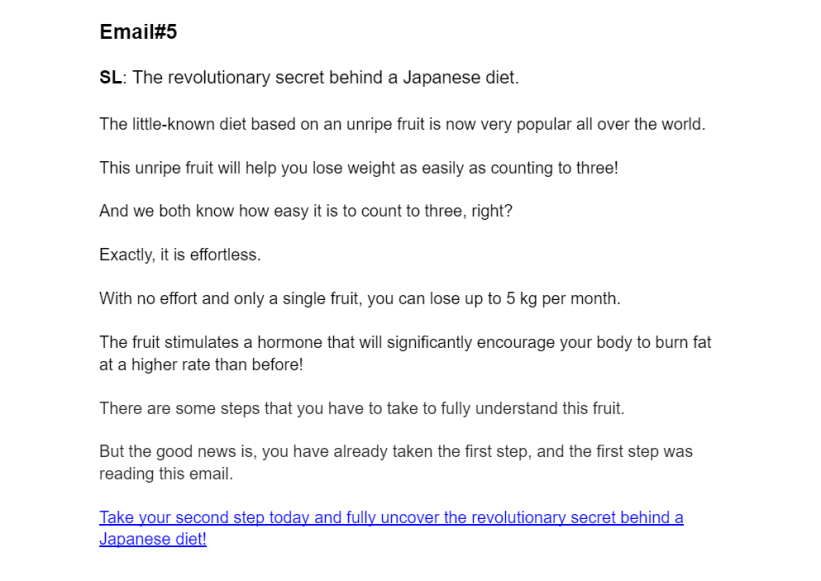 Email#5
SL: The revolutionary secret behind a Japanese diet.
The little-known diet based on an unripe fruit is now very popular all over the world.
This unripe fruit will help you lose weight as easily as counting to three!
And we both know how easy it is to count to three, right?
Exactly, it is effortless.
With no effort and only a single fruit, you can lose up to 5 kg per month.
The fruit stimulates a hormone that will significantly encourage your body to burn fat
at a higher rate than before!
There are some steps that you have to take to fully understand this fruit.
But the good news is, you have already taken the first step, and the first step was
reading this email.
Take your second step today and fully uncover the revolutionary secret behind a
Japanese diet!